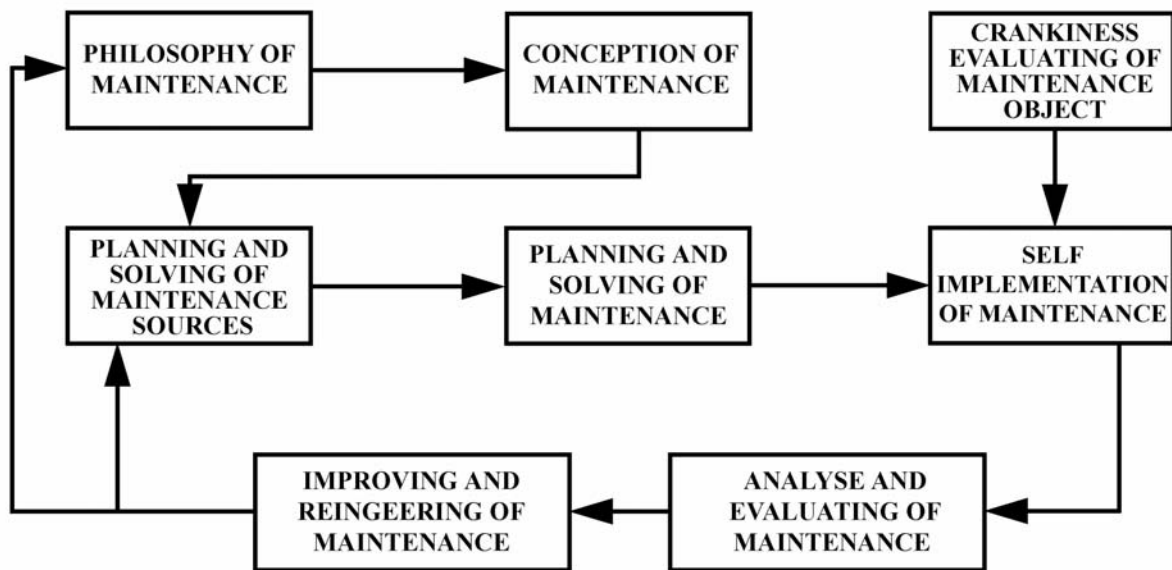 PHILOSOPHY OF
MAINTENANCE
CONCEPTION OF
MAINTENANCE
CRANKINESS
EVALUATING OF
MAINTENANCE
OBJECT
PLANNING AND
SOLVING OF
MAINTENANCE
SOURCES
PLANNING AND
SOLVING OF
MAINTENANCE
SELF
IMPLEMENTATION
OF MAINTENANCE
IMPROVING AND
REINGEERING OF
MAINTENANCE
ANALYSE AND
EVALUATING OF
MAINTENANCE